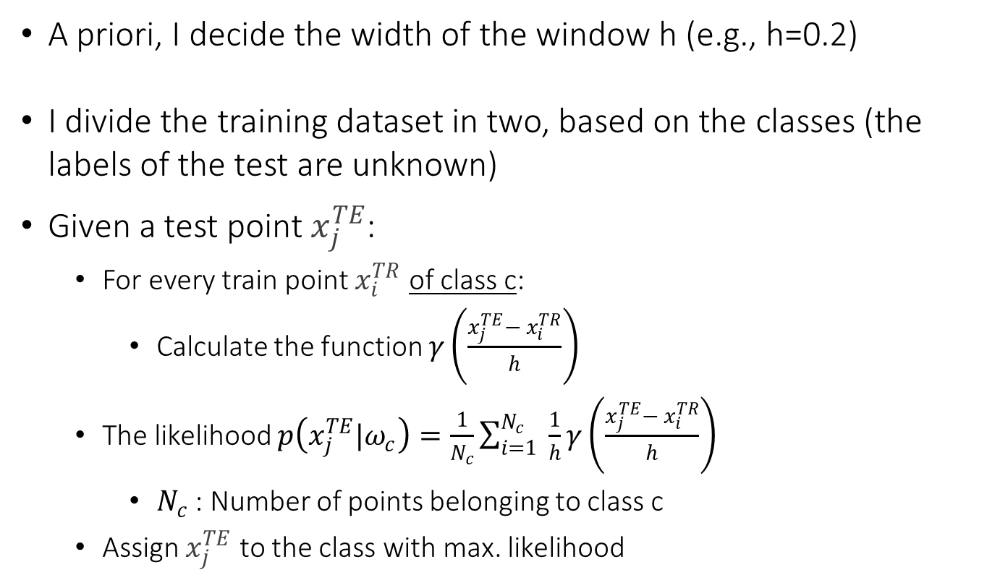 • A priori, I decide the width of the window h (e.g., h=0.2)
• I divide the training dataset in two, based on the classes (the
labels of the test are unknown)
• Given a test point $x_j^{TE}$:
• For every train point $x_i^{TR}$ of class c:
• Calculate the function $\gamma\left(\frac{x_j^{TE} - x_i^{TR}}{h}\right)$
• The likelihood $p(x_j^{TE}|\omega_c) = \frac{1}{N_c}\sum_{i=1}^{N_c} \frac{1}{h}\gamma\left(\frac{x_j^{TE} - x_i^{TR}}{h}\right)$
• $N_c$ : Number of points belonging to class c
• Assign $x_j^{TE}$ to the class with max. likelihood